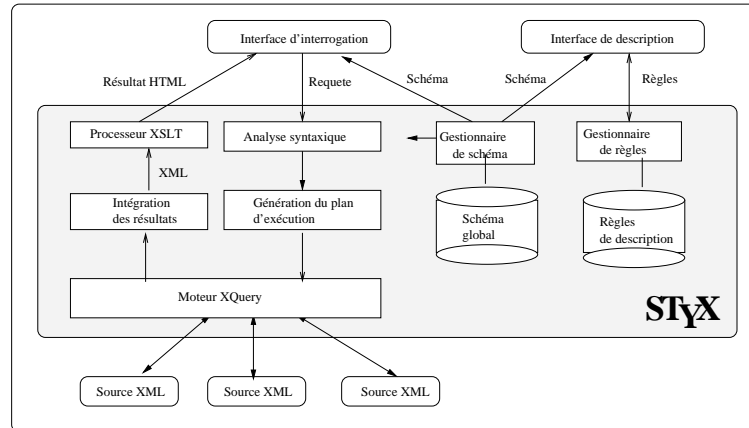 Interface d'interrogation
Interface de description
Résultat HTML
Requete
Schéma
Schéma
Règles
Processeur XSLT
Analyse syntaxique
Gestionnaire
de schéma
Gestionnaire
de règles
XML
Intégration
des résultats
Génération du plan
d'exécution
Schéma
global
Règles
de description
Moteur XQuery
STYX
Source XML
Source XML
Source XML